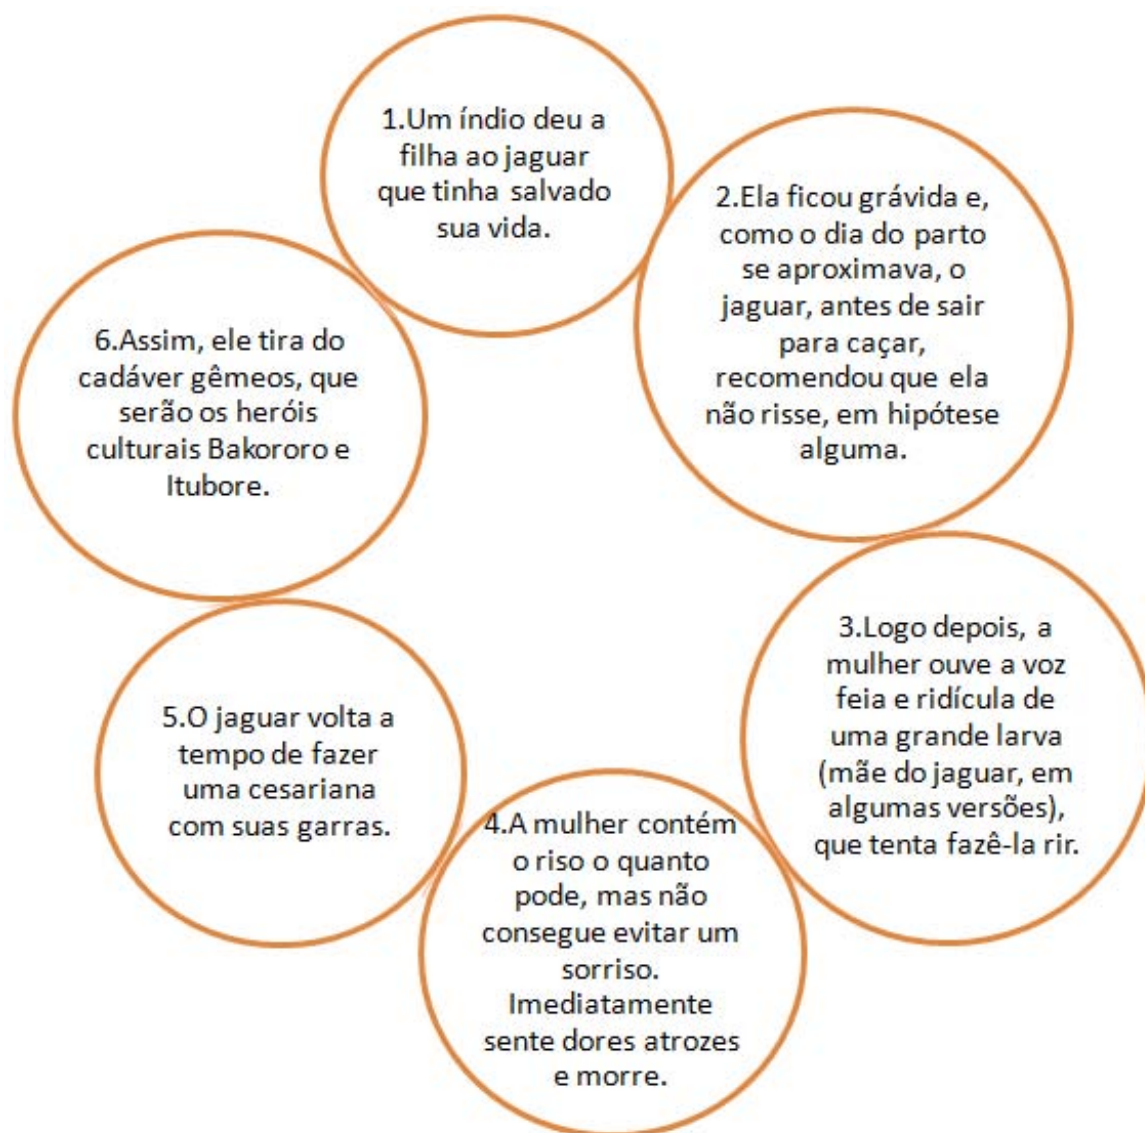 1.Um índio deu a
filha ao jaguar
que tinha salvado
sua vida.
2.Ela ficou grávida e,
como o dia do parto
se aproximava, o
jaguar, antes de sair
para caçar,
recomendou que ela
não risse, em hipótese
alguma.
3.Logo depois, a
mulher ouve a voz
feia e ridícula de
uma grande larva
(mãe do jaguar, em
algumas versões),
que tenta fazê-la rir.
4.A mulher contém
o riso o quanto
pode, mas não
consegue evitar um
sorriso.
Imediatamente
sente dores atrozes
e morre.
5.O jaguar volta a
tempo de fazer
uma cesariana
com suas garras.
6.Assim, ele tira do
cadáver gêmeos, que
serão os heróis
culturais Bakororo e
Itubore.